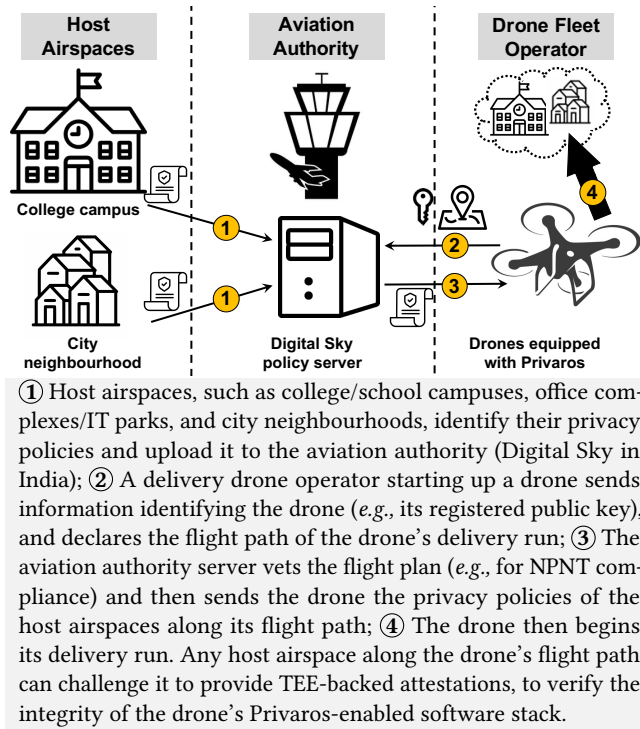 Host
Airspaces
Aviation
Authority
Drone Fleet
Operator
College campus
1
1
2
3
4
City
neighbourhood
Digital Sky
policy server
Drones equipped
with Privaros
① Host airspaces, such as college/school campuses, office com-
plexes/IT parks, and city neighbourhoods, identify their privacy
policies and upload it to the aviation authority (Digital Sky in
India); ② A delivery drone operator starting up a drone sends
information identifying the drone (e.g., its registered public key),
and declares the flight path of the drone's delivery run; ③ The
aviation authority server vets the flight plan (e.g., for NPNT com-
pliance) and then sends the drone the privacy policies of the
host airspaces along its flight path; ④ The drone then begins
its delivery run. Any host airspace along the drone's flight path
can challenge it to provide TEE-backed attestations, to verify the
integrity of the drone's Privaros-enabled software stack.